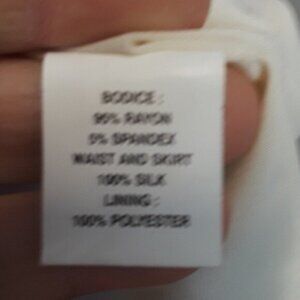 BODICE :
95% RAYON
5% SPANDEX
WAIST AND SKIRT
100% SILK
LINING :
100% POLYESTER